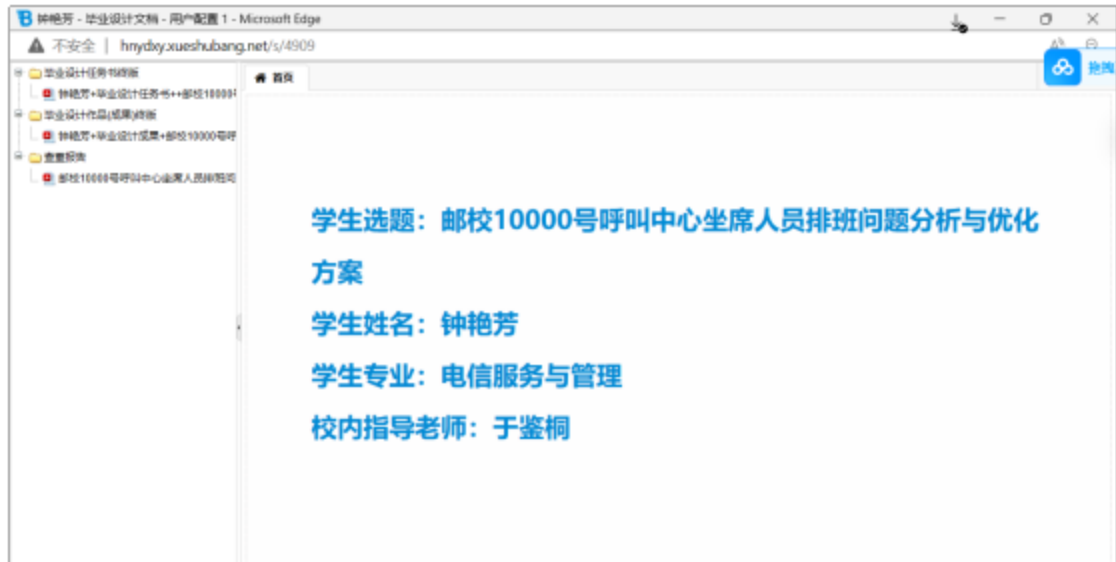 钟艳芳 - 毕业设计文档 - 用户配置 1 - Microsoft Edge
不安全 | hnydxy.xueshubang.net/s/4909
毕业设计任务书终版
钟艳芳+毕业设计任务书++邮校10000号
毕业设计作品(成果)终版
钟艳芳+毕业设计成果+邮校10000号呼
查重报告
邮校10000号呼叫中心坐席人员排班问
首页
拖拽
学生选题：邮校10000号呼叫中心坐席人员排班问题分析与优化
方案
学生姓名：钟艳芳
学生专业：电信服务与管理
校内指导老师：于鉴桐